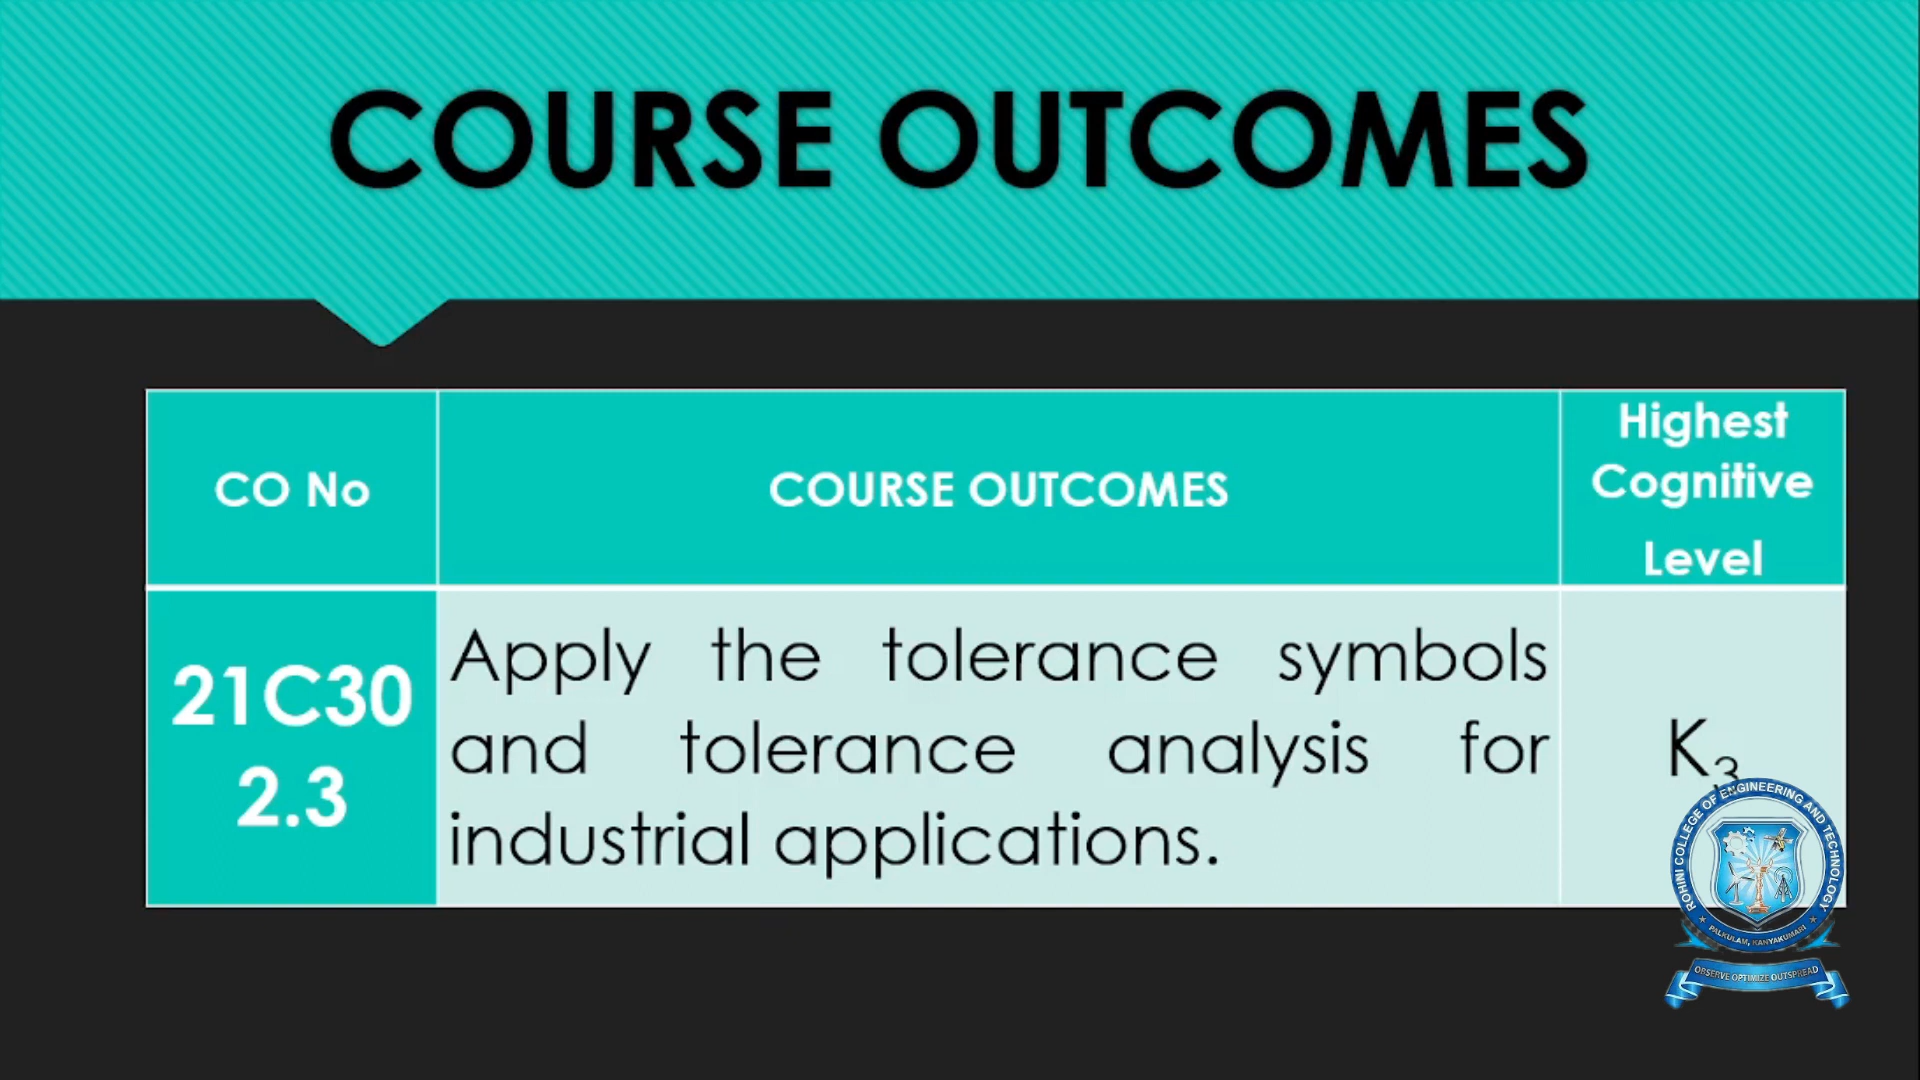 COURSE OUTCOMES
CO No
COURSE OUTCOMES
Highest
Cognitive
Level
21C30
2.3
Apply the tolerance symbols
and tolerance analysis for
industrial applications.
K3
ROHINI COLLEGE OF ENGINEERING AND TECHNOLOGY
PALKULAM, KANYAKUMARI
OBSERVE OPTIMIZE OUTSPREAD